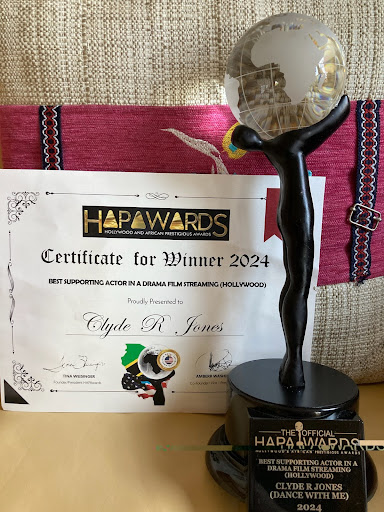 HAPAWARDS
HOLLYWOOD AND AFRICAN PRESTIGIOUS AWARDS
Certificate for Winner 2024
BEST SUPPORTING ACTOR IN A DRAMA FILM STREAMING (HOLLYWOOD)
Proudly Presented to
Clyde R Jones
TINA WEISINGER
THE OFFICIAL
HAPAWARDS
HOLLYWOOD & AFRICAN PRESTIGIOUS AWARDS
BEST SUPPORTING ACTOR IN A
DRAMA FILM STREAMING
(HOLLYWOOD)
CLYDE R JONES
(DANCE WITH ME)
2024